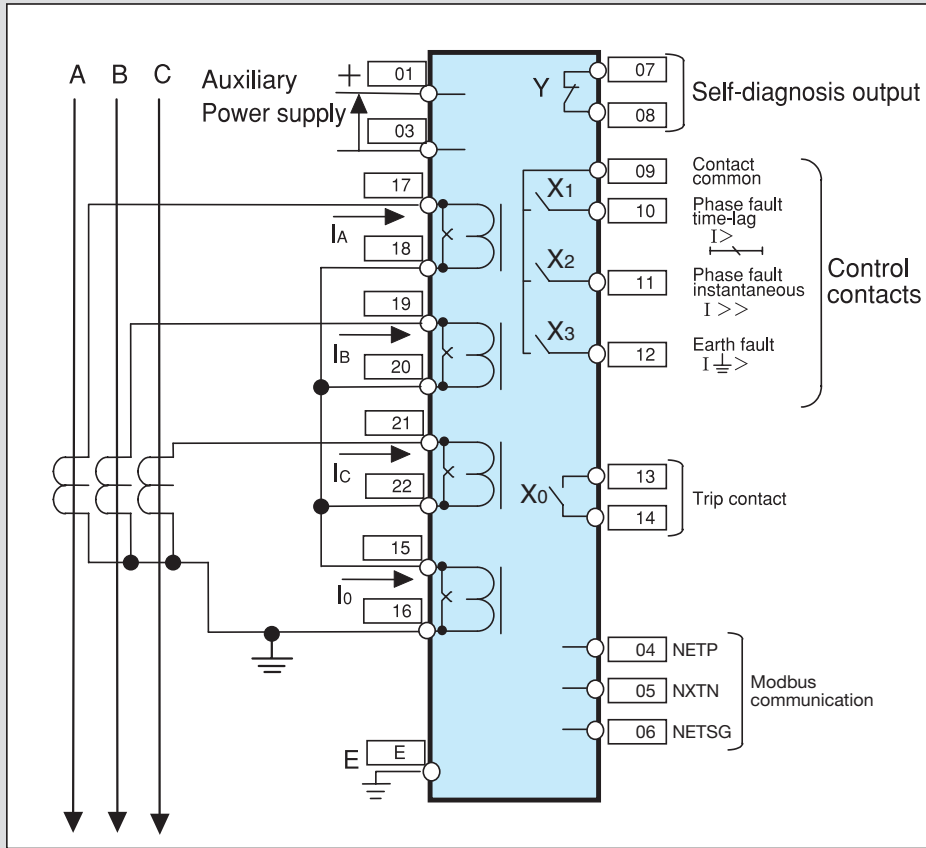 A B C
Auxiliary
Power supply
+ 01
03
17
IA
18
19
IB
20
21
IC
22
15
I0
16
E E
Y
07
08
Self-diagnosis output
09 Contact
common
X1
10 Phase fault
time-lag
I>
X2
11 Phase fault
instantaneous
I >>
X3
12 Earth fault
I⏚>
Control
contacts
X0
13
14
Trip contact
04 NETP
05 NXTN
06 NETSG
Modbus
communication